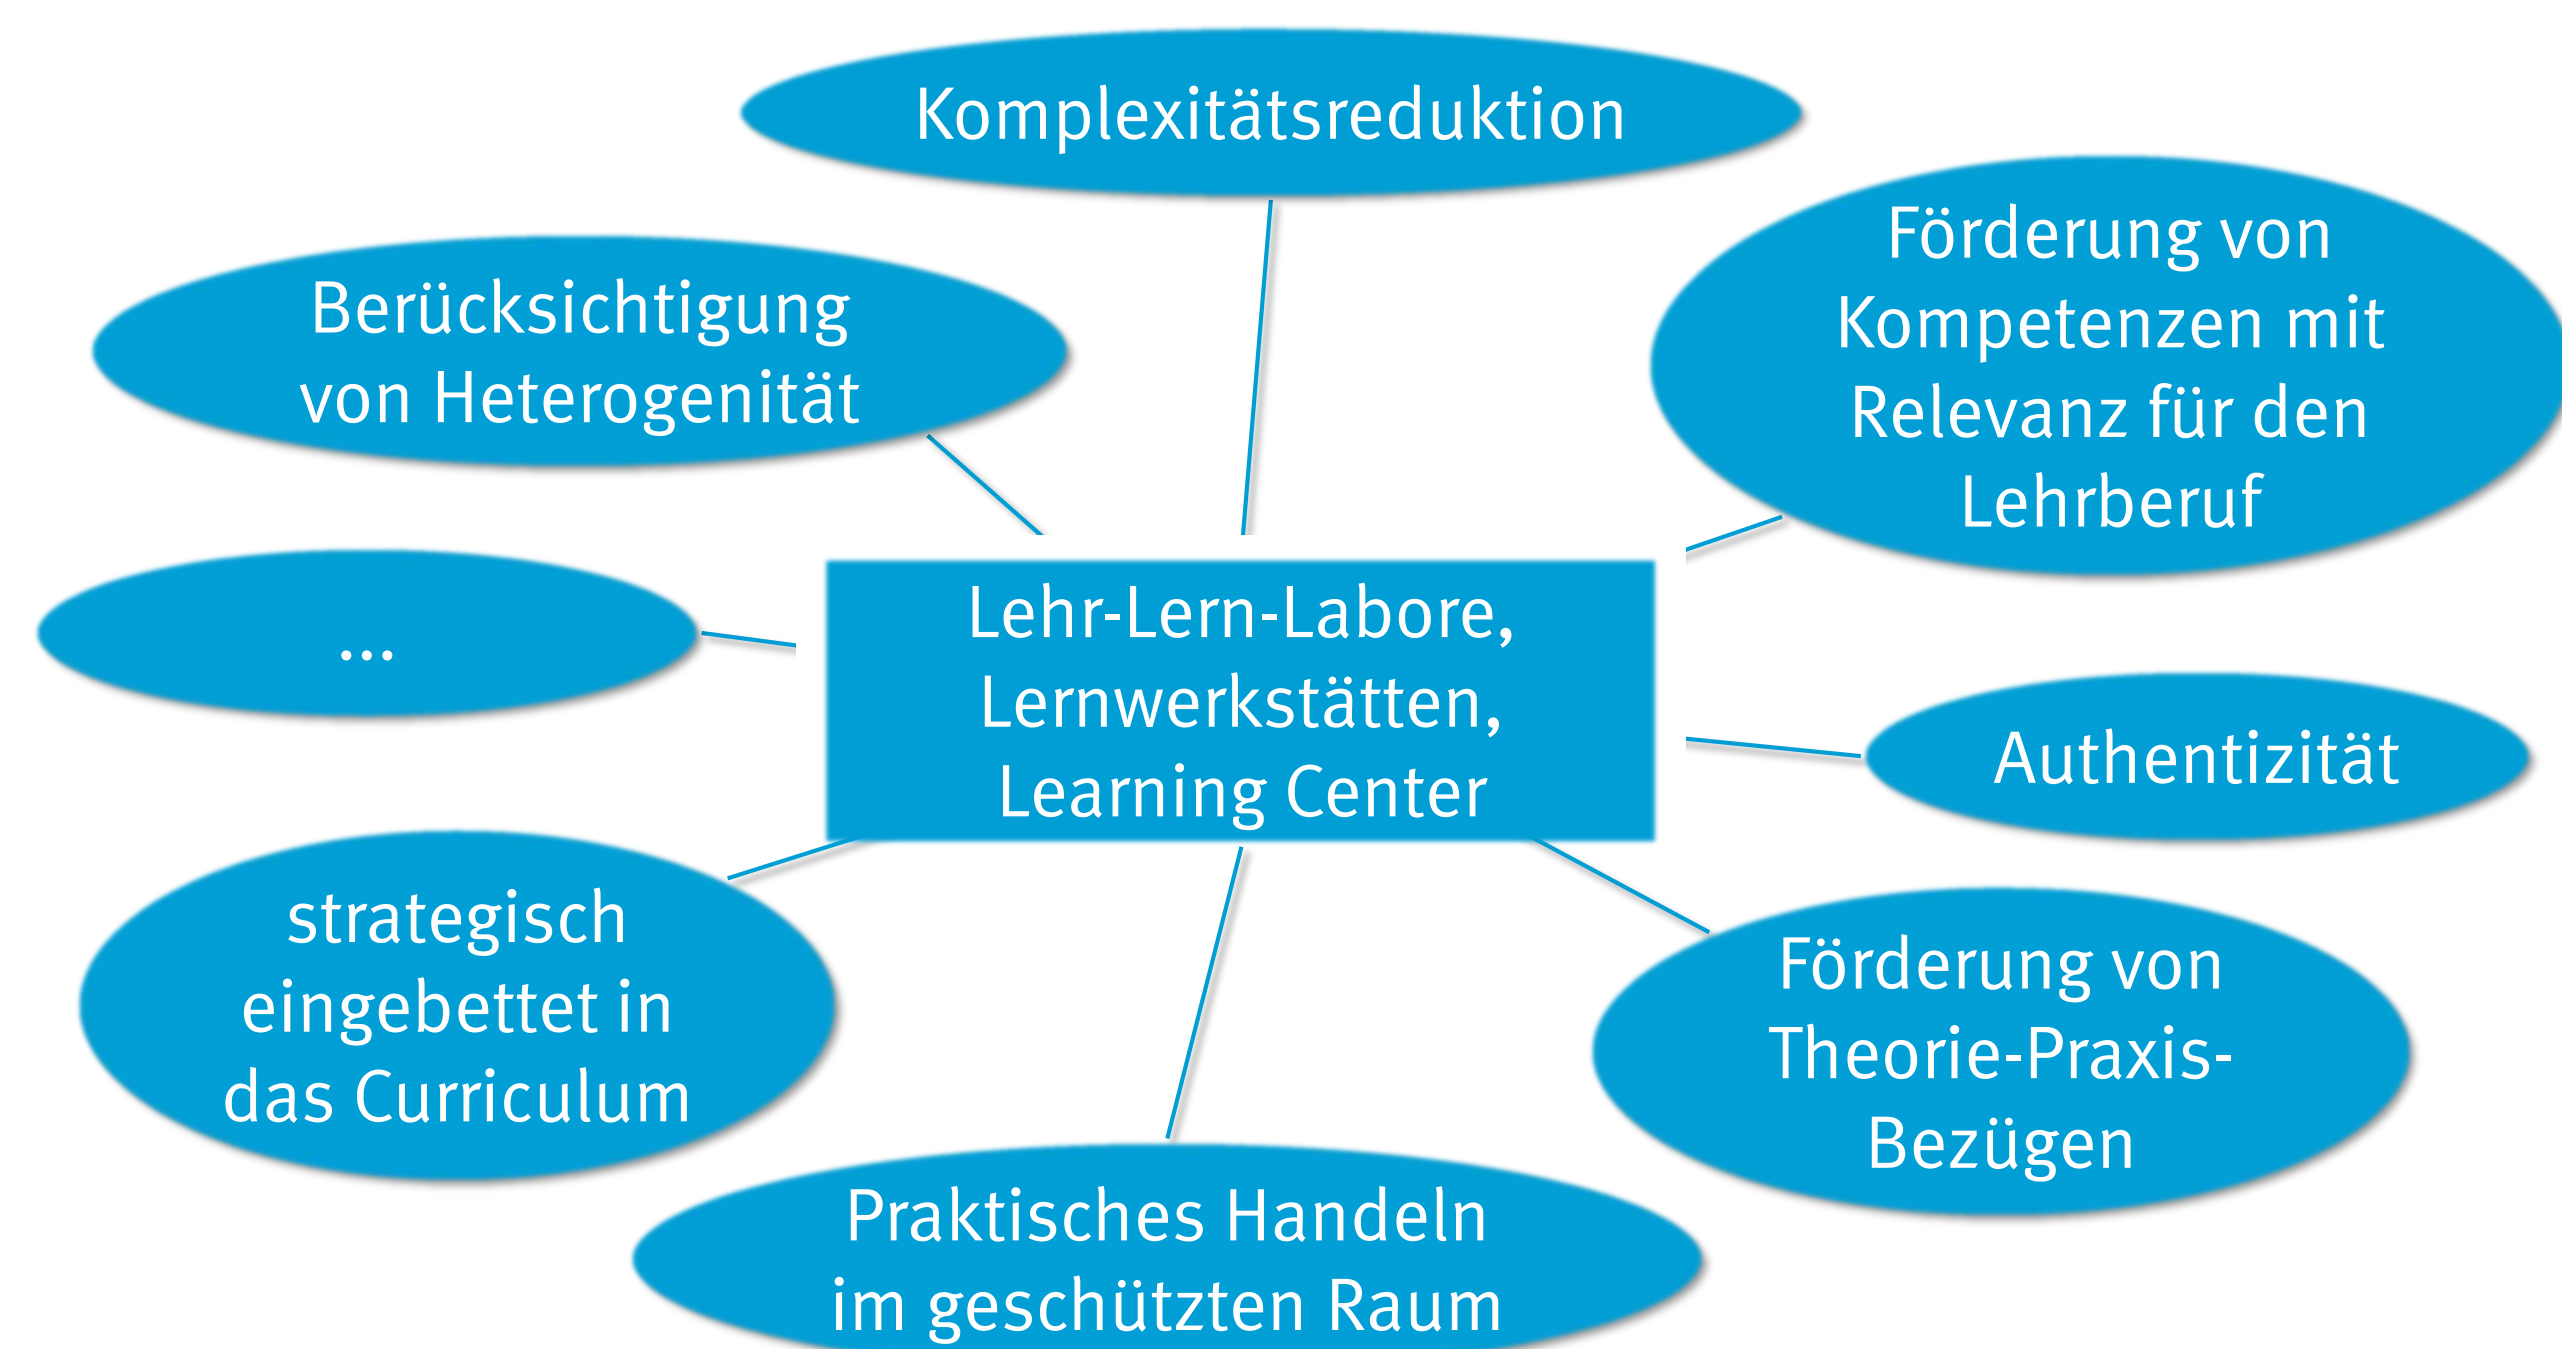 Komplexitätsreduktion
Förderung von
Kompetenzen mit
Relevanz für den
Lehrberuf
Berücksichtigung
von Heterogenität
...
Lehr-Lern-Labore,
Lernwerkstätten,
Learning Center
Authentizität
strategisch
eingebettet in
das Curriculum
Förderung von
Theorie-Praxis-
Bezügen
Praktisches Handeln
im geschützten Raum